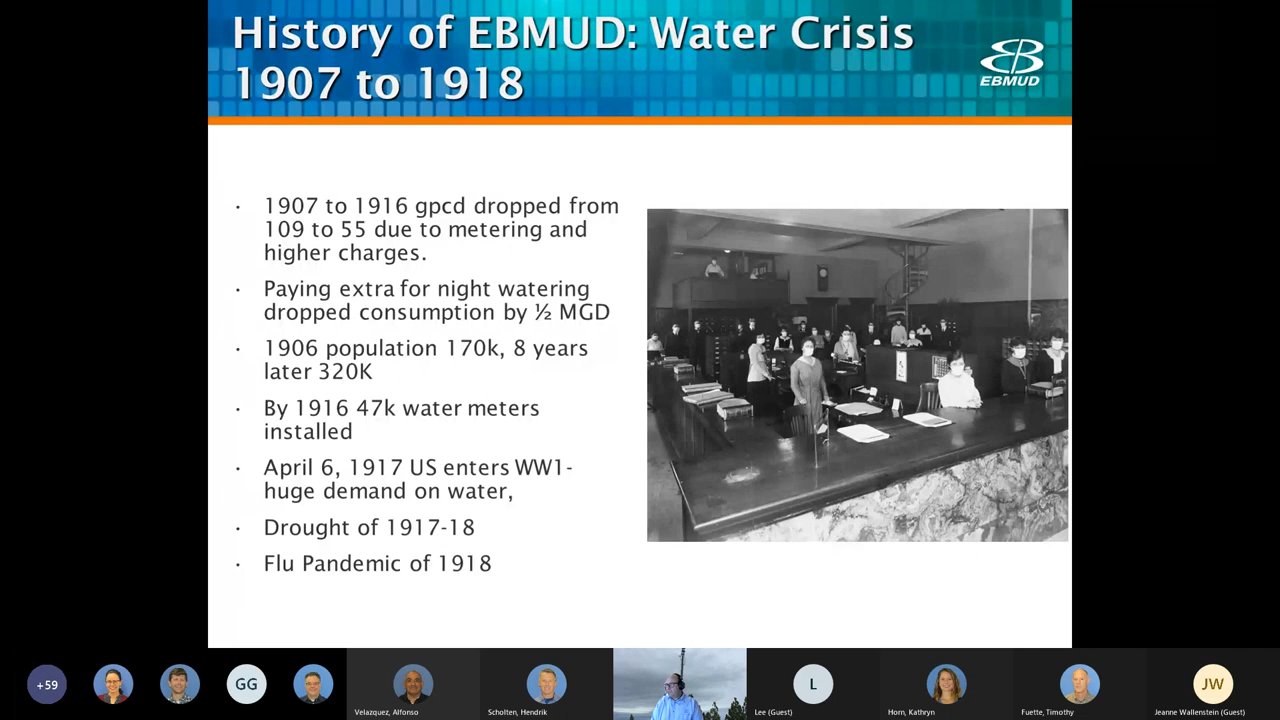 History of EBMUD: Water Crisis
1907 to 1918
EBMUD
· 1907 to 1916 gpcd dropped from
109 to 55 due to metering and
higher charges.
· Paying extra for night watering
dropped consumption by ½ MGD
· 1906 population 170k, 8 years
later 320K
· By 1916 47k water meters
installed
· April 6, 1917 US enters WW1-
huge demand on water,
· Drought of 1917-18
· Flu Pandemic of 1918
+59
GG
L
JW
Velazquez, Alfonso
Scholten, Hendrik
Lee (Guest)
Horn, Kathryn
Fuette, Timothy
Jeanne Wallenstein (Guest)